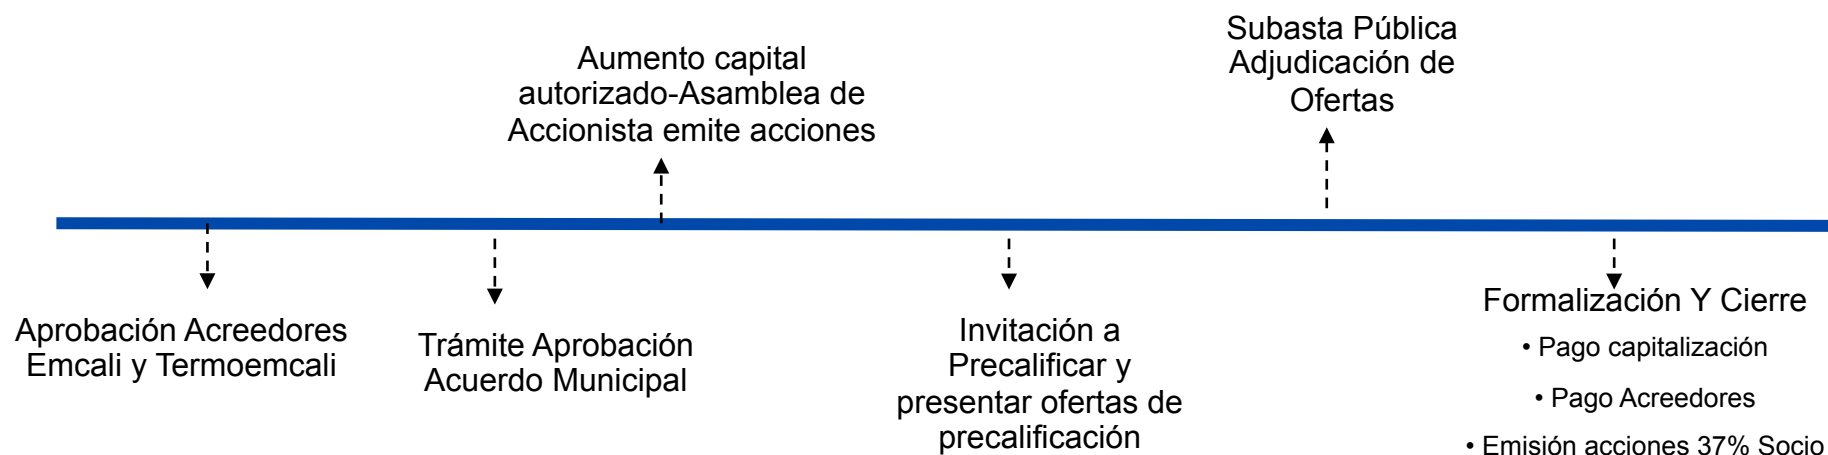 Aprobación Acreedores
Emcali y Termoemcali
Trámite Aprobación
Acuerdo Municipal
Aumento capital
autorizado-Asamblea de
Accionista emite acciones
Invitación a
Precalificar y
presentar ofertas de
precalificación
Subasta Pública
Adjudicación de
Ofertas
Formalización Y Cierre
• Pago capitalización
• Pago Acreedores
• Emisión acciones 37% Socio